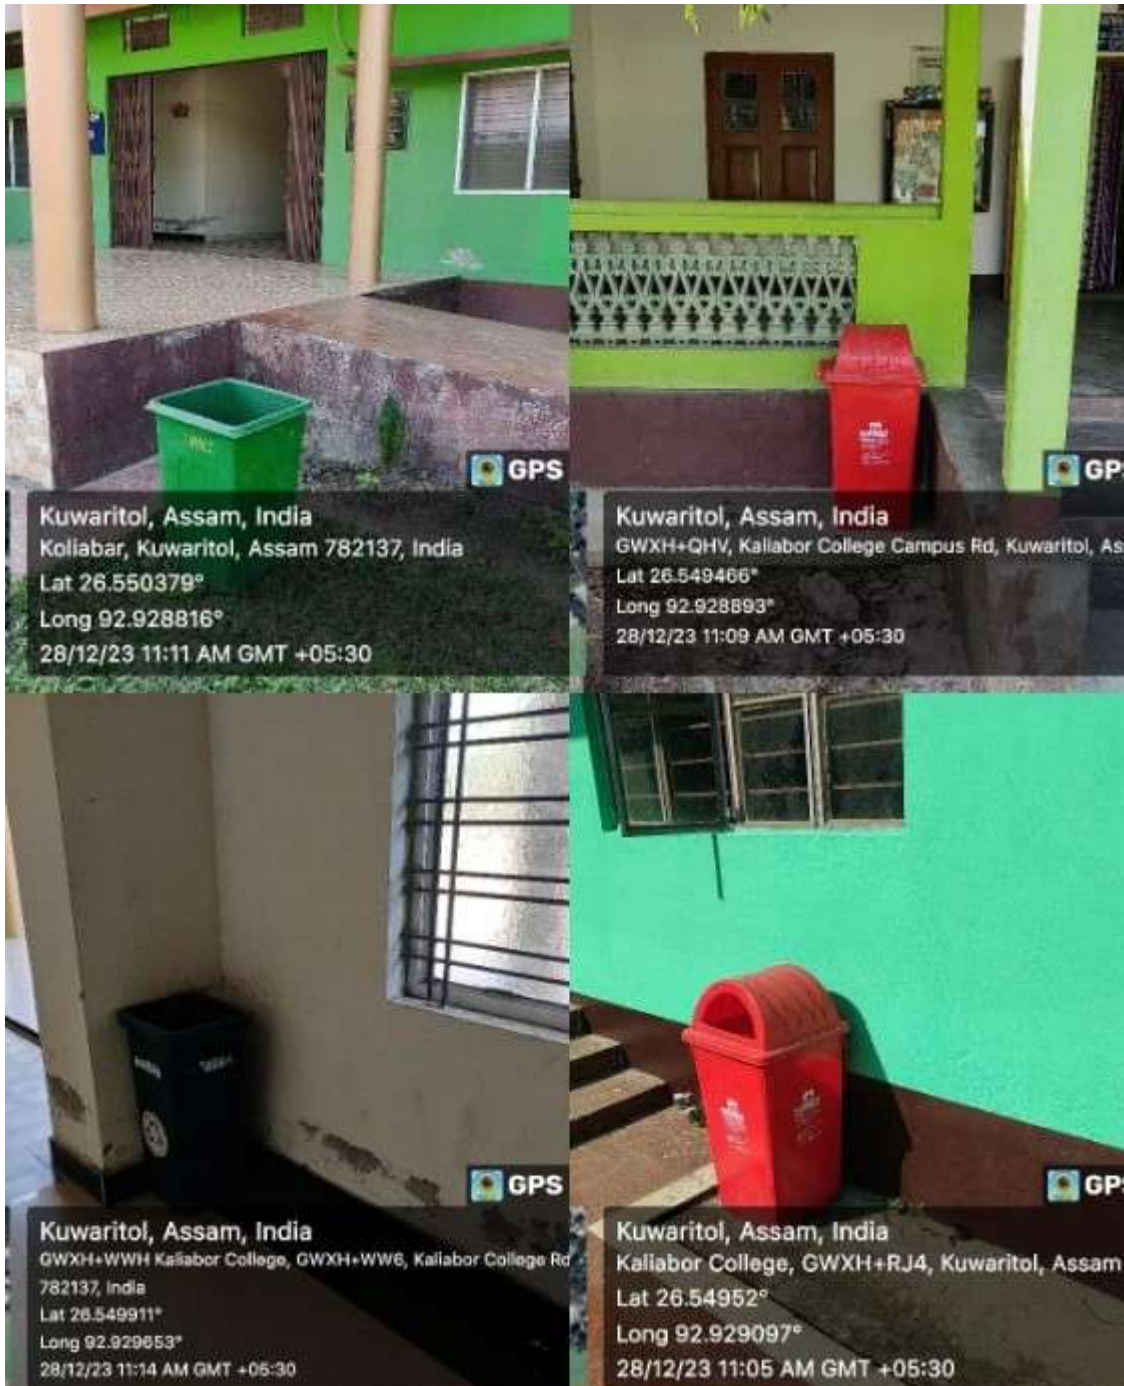 GPS
Kuwaritol, Assam, India
Koliabar, Kuwaritol, Assam 782137, India
Lat 26.550379°
Long 92.928816°
28/12/23 11:11 AM GMT +05:30
GPS
Kuwaritol, Assam, India
GWXH+QHV, Kaliabor College Campus Rd, Kuwaritol, As
Lat 26.549466°
Long 92.928893°
28/12/23 11:09 AM GMT +05:30
GPS
Kuwaritol, Assam, India
GWXH+WWH Kaliabor College, GWXH+WW6, Kaliabor College Rd
782137, India
Lat 26.549911°
Long 92.929653°
28/12/23 11:14 AM GMT +05:30
GPS
Kuwaritol, Assam, India
Kaliabor College, GWXH+RJ4, Kuwaritol, Assam
Lat 26.54952°
Long 92.929097°
28/12/23 11:05 AM GMT +05:30